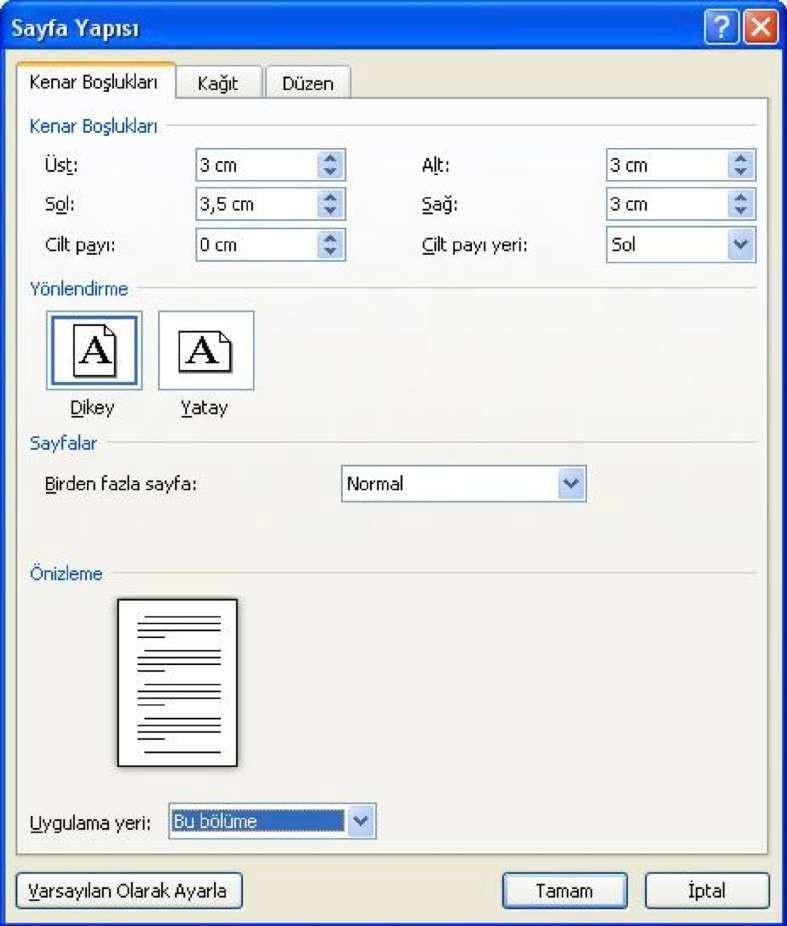 Sayfa Yapısı
Kenar Boşlukları Kağıt Düzen
Kenar Boşlukları
Üst: 3 cm Alt: 3 cm
Sol: 3,5 cm Sağ: 3 cm
Cilt payı: 0 cm Cilt payı yeri: Sol
Yönlendirme
A A
Dikey Yatay
Sayfalar
Birden fazla sayfa: Normal
Önizleme
Uygulama yeri: Bu bölüme
Varsayılan Olarak Ayarla Tamam İptal